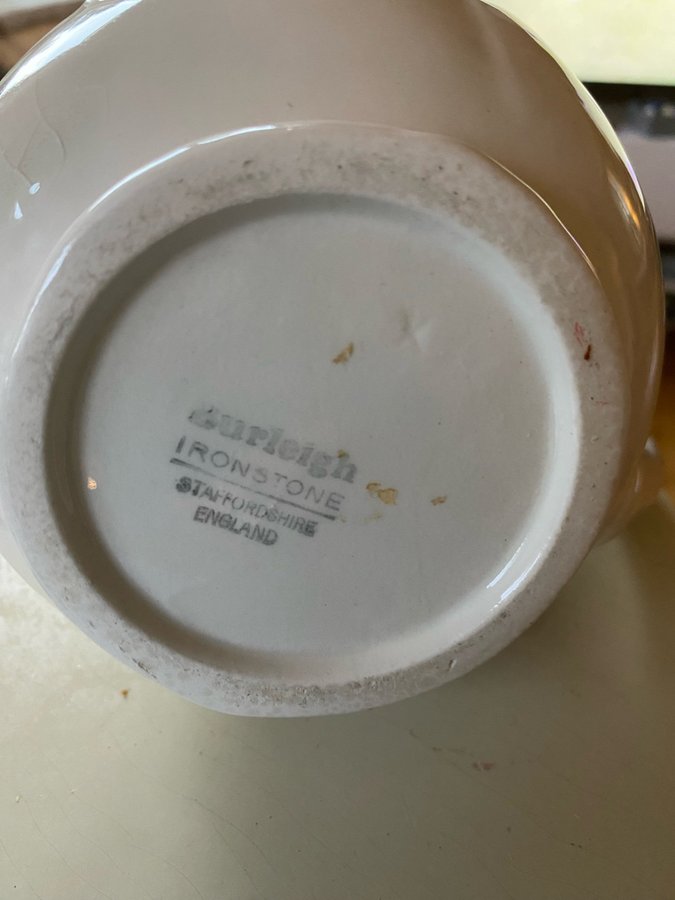 Burleigh
IRONSTONE
STAFFORDSHIRE
ENGLAND